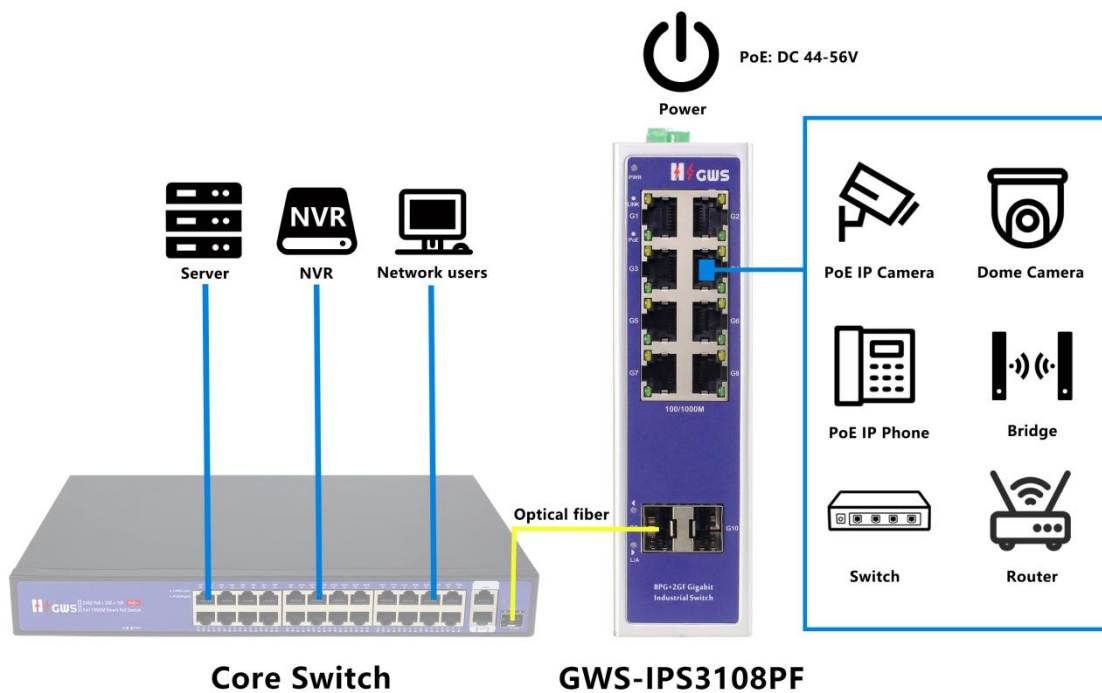 PoE: DC 44-56V
Power
GWS
PWR
LINK
G1
G2
PoE
G3
G5
G6
G7
G8
100/1000M
G10
L/A
8PG+2GF Gigabit
Industrial Switch
NVR
Server
NVR
Network users
Optical fiber
GWS
Core Switch
GWS-IPS3108PF
PoE IP Camera
Dome Camera
PoE IP Phone
Bridge
Switch
Router